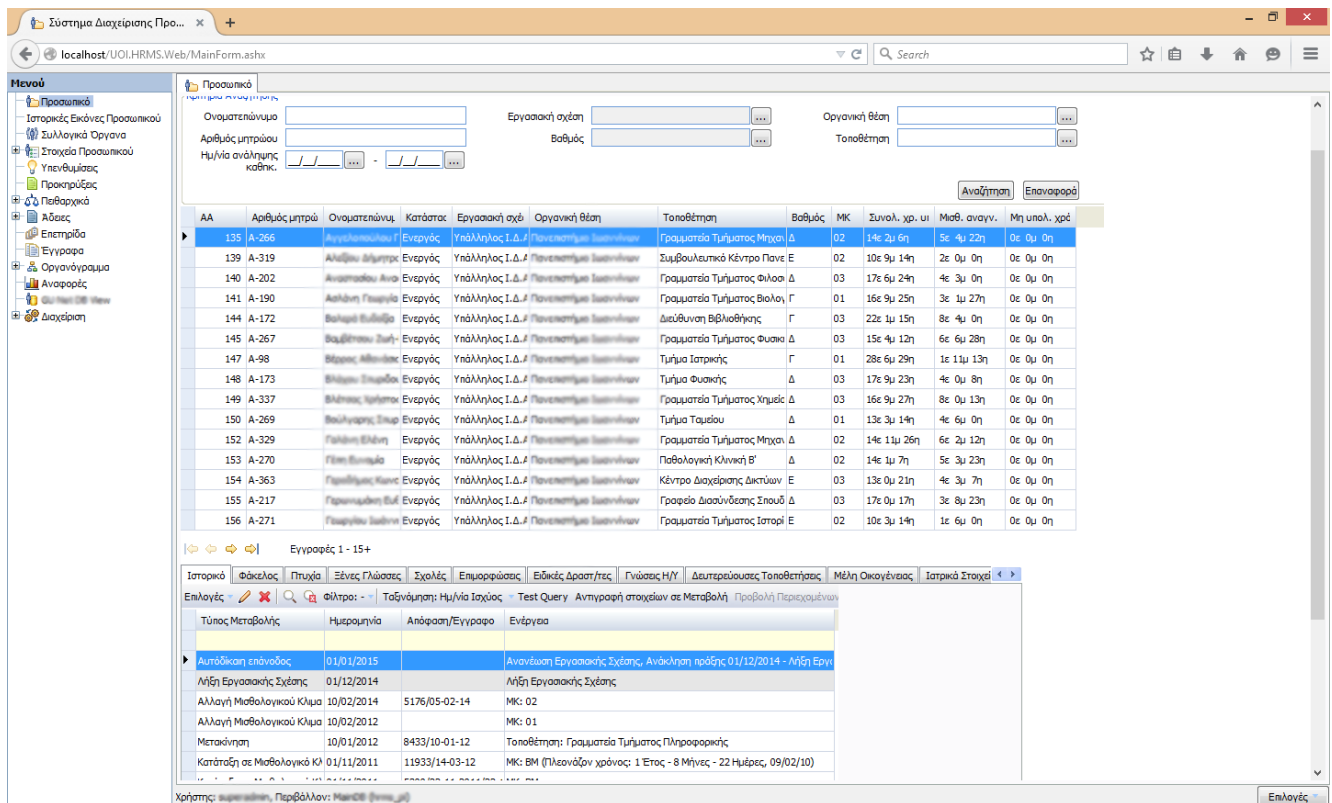 Σύστημα Διαχείρισης Προ...
localhost/UOI.HRMS.Web/MainForm.ashx
Search
Μενού
Προσωπικό
Ιστορικές Εικόνες Προσωπικού
Συλλογικά Όργανα
Στοιχεία Προσωπικού
Υπενθυμίσεις
Προκηρύξεις
Πειθαρχικά
Άδειες
Επετηρίδα
Έγγραφα
Οργανόγραμμα
Αναφορές
Διαχείριση
Προσωπικό
Κριτήρια Αναζήτησης
Ονοματεπώνυμο Εργασιακή σχέση ... Οργανική θέση ...
Αριθμός μητρώου Βαθμός ... Τοποθέτηση ...
Ημ/νία ανάληψης καθηκ. __/__/____ ... - __/__/____ ...
Αναζήτηση Επαναφορά
ΑΑ Αριθμός μητρώ Ονοματεπώνυμ Κατάστας Εργασιακή σχέ Οργανική θέση Τοποθέτηση Βαθμός ΜΚ Συνολ. χρ. υι Μισθ. αναγν. Μη υπολ. χρό
135 Α-266 Ενεργός Υπάλληλος Ι.Δ.Α Γραμματεία Τμήματος Μηχαν Δ 02 14ε 2μ 6η 5ε 4μ 22η 0ε 0μ 0η
139 Α-319 Ενεργός Υπάλληλος Ι.Δ.Α Συμβουλευτικό Κέντρο Πανε Ε 02 10ε 9μ 14η 2ε 0μ 0η 0ε 0μ 0η
140 Α-202 Ενεργός Υπάλληλος Ι.Δ.Α Γραμματεία Τμήματος Φιλοσο Δ 03 17ε 6μ 24η 4ε 3μ 0η 0ε 0μ 0η
141 Α-190 Ενεργός Υπάλληλος Ι.Δ.Α Γραμματεία Τμήματος Βιολογ Γ 01 16ε 9μ 25η 3ε 1μ 27η 0ε 0μ 0η
144 Α-172 Ενεργός Υπάλληλος Ι.Δ.Α Διεύθυνση Βιβλιοθήκης Γ 03 22ε 1μ 15η 8ε 4μ 0η 0ε 0μ 0η
145 Α-267 Ενεργός Υπάλληλος Ι.Δ.Α Γραμματεία Τμήματος Φυσικι Δ 03 15ε 4μ 12η 6ε 6μ 28η 0ε 0μ 0η
147 Α-98 Ενεργός Υπάλληλος Ι.Δ.Α Τμήμα Ιατρικής Γ 01 28ε 6μ 29η 1ε 11μ 13η 0ε 0μ 0η
148 Α-173 Ενεργός Υπάλληλος Ι.Δ.Α Τμήμα Φυσικής Δ 03 17ε 9μ 23η 4ε 0μ 8η 0ε 0μ 0η
149 Α-337 Ενεργός Υπάλληλος Ι.Δ.Α Γραμματεία Τμήματος Χημεία Δ 03 16ε 9μ 27η 8ε 0μ 13η 0ε 0μ 0η
150 Α-269 Ενεργός Υπάλληλος Ι.Δ.Α Τμήμα Ταμείου Δ 01 13ε 3μ 14η 4ε 6μ 0η 0ε 0μ 0η
152 Α-329 Ενεργός Υπάλληλος Ι.Δ.Α Γραμματεία Τμήματος Μηχαν Δ 02 14ε 11μ 26η 6ε 2μ 12η 0ε 0μ 0η
153 Α-270 Ενεργός Υπάλληλος Ι.Δ.Α Παθολογική Κλινική Β' Δ 02 14ε 1μ 7η 5ε 3μ 23η 0ε 0μ 0η
154 Α-363 Ενεργός Υπάλληλος Ι.Δ.Α Κέντρο Διαχείρισης Δικτύων Ε 03 13ε 0μ 21η 4ε 3μ 7η 0ε 0μ 0η
155 Α-217 Ενεργός Υπάλληλος Ι.Δ.Α Γραφείο Διασύνδεσης Σπουδ Δ 03 17ε 0μ 17η 3ε 8μ 23η 0ε 0μ 0η
156 Α-271 Ενεργός Υπάλληλος Ι.Δ.Α Γραμματεία Τμήματος Ιστορί Ε 02 10ε 3μ 14η 1ε 6μ 0η 0ε 0μ 0η
Εγγραφές 1 - 15+
Ιστορικό Φάκελος Πτυχία Ξένες Γλώσσες Σχολές Επιμορφώσεις Ειδικές Δραστ/τες Γνώσεις Η/Υ Δευτερεύουσες Τοποθετήσεις Μέλη Οικογένειας Ιατρικά Στοιχεί
Επιλογές Φίλτρο: - Ταξινόμηση: Ημ/νία Ισχύος Test Query Αντιγραφή στοιχείων σε Μεταβολή Προβολή Περιεχομένων
Τύπος Μεταβολής Ημερομηνία Απόφαση/Έγγραφο Ενέργεια
Αυτόδικαιη επάνοδος 01/01/2015 Ανανέωση Εργασιακής Σχέσης, Ανάκληση πράξης 01/12/2014 - Λήξη Εργα
Λήξη Εργασιακής Σχέσης 01/12/2014 Λήξη Εργασιακής Σχέσης
Αλλαγή Μισθολογικού Κλιμα 10/02/2014 5176/05-02-14 ΜΚ: 02
Αλλαγή Μισθολογικού Κλιμα 10/02/2012 ΜΚ: 01
Μετακίνηση 10/01/2012 8433/10-01-12 Τοποθέτηση: Γραμματεία Τμήματος Πληροφορικής
Κατάταξη σε Μισθολογικό Κλ 01/11/2011 11933/14-03-12 ΜΚ: ΒΜ (Πλεονάζον χρόνος: 1 Έτος - 8 Μήνες - 22 Ημέρες, 09/02/10)
Χρήστης: Περιβάλλον: Επιλογές